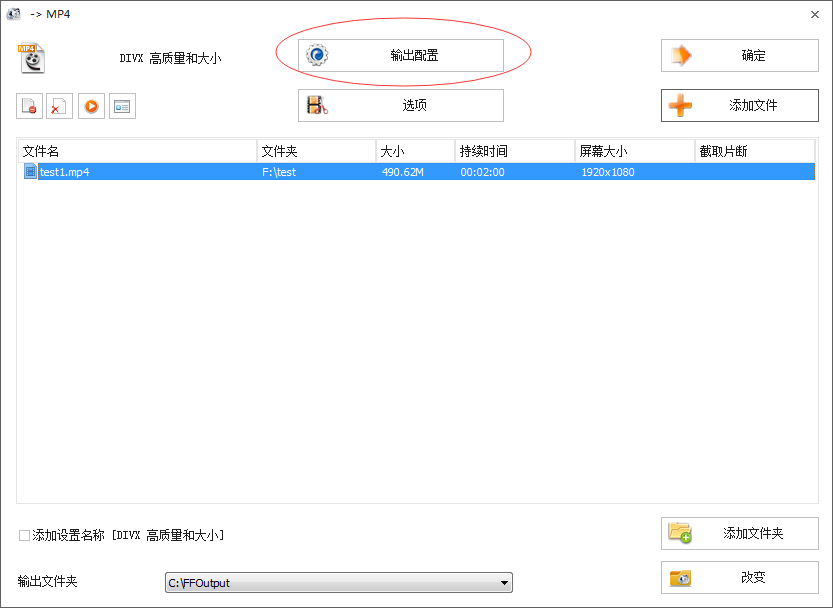 -> MP4
MP4
DIVX 高质量和大小
输出配置
确定
选项
添加文件
文件名 文件夹 大小 持续时间 屏幕大小 截取片断
test1.mp4 F:\test 490.62M 00:02:00 1920x1080
添加设置名称 [DIVX 高质量和大小]
添加文件夹
输出文件夹
C:\FFOutput
改变